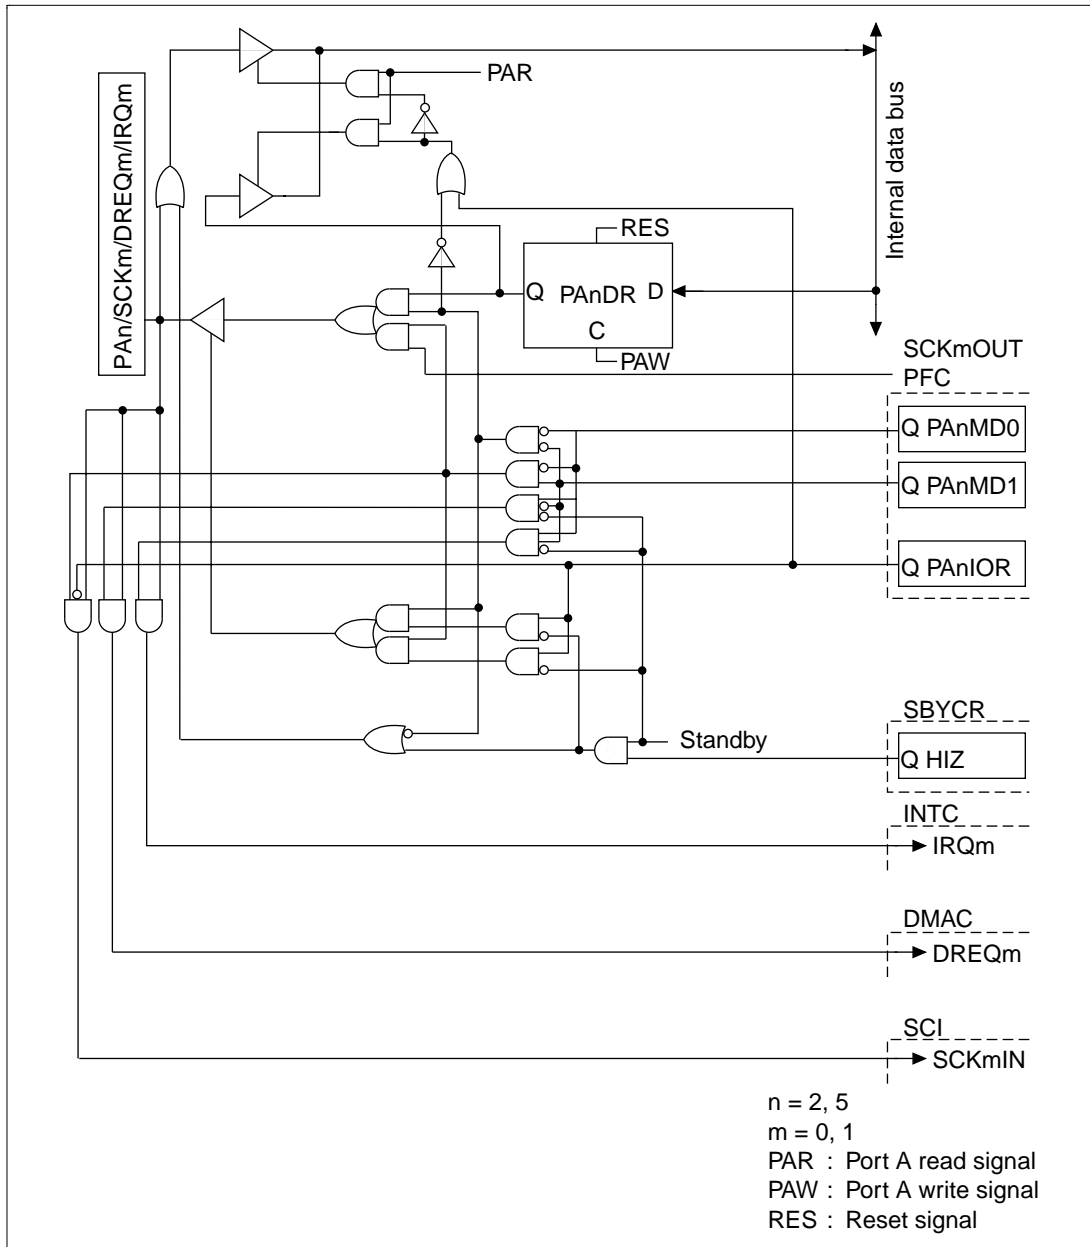 PAR
PAn/SCKm/DREQm/IRQm
Internal data bus
RES
Q PAnDR D
C
PAW
SCKmOUT
PFC
Q PAnMD0
Q PAnMD1
Q PAnIOR
SBYCR
Standby
Q HIZ
INTC
IRQm
DMAC
DREQm
SCI
SCKmIN
n = 2, 5
m = 0, 1
PAR : Port A read signal
PAW : Port A write signal
RES : Reset signal